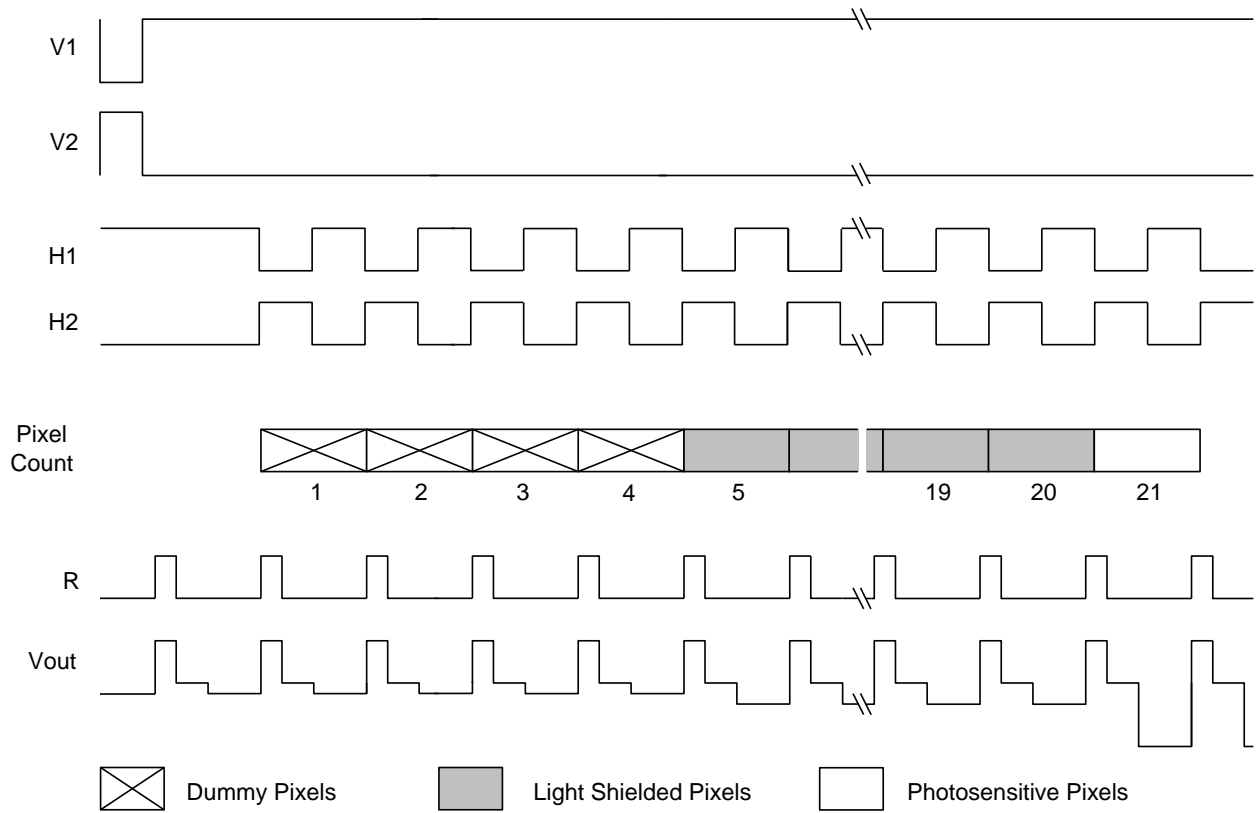 V1
V2
H1
H2
Pixel
Count
1 2 3 4 5 19 20 21
R
Vout
Dummy Pixels Light Shielded Pixels Photosensitive Pixels